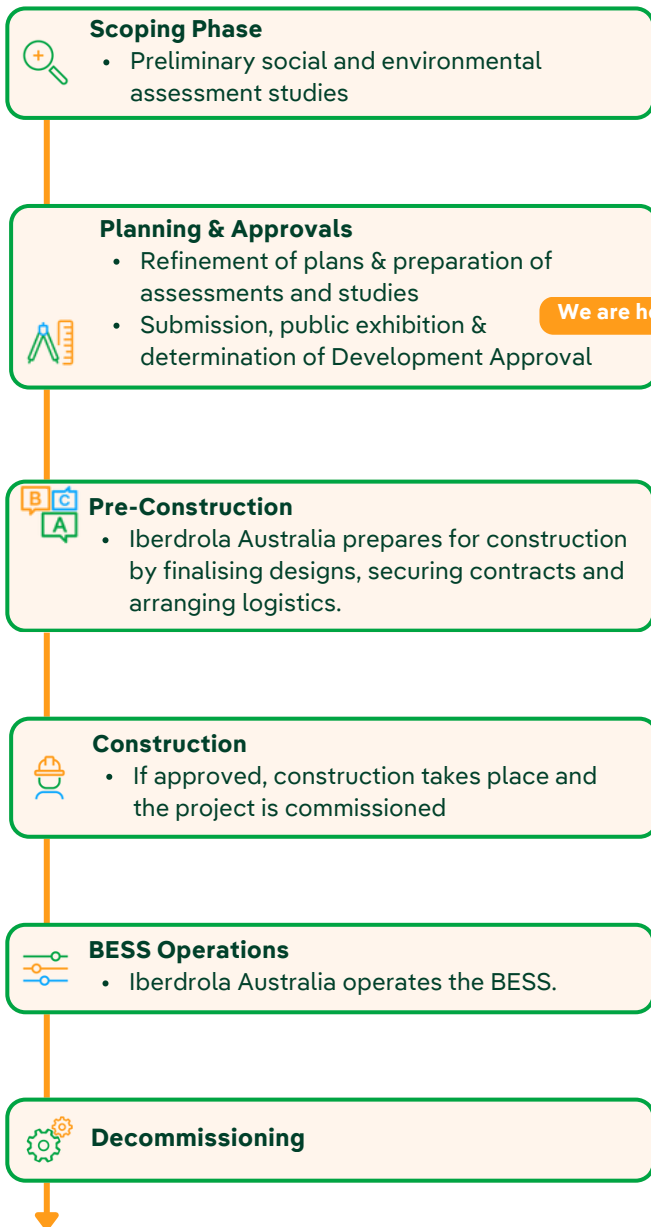 Scoping Phase
• Preliminary social and environmental
assessment studies
Planning & Approvals
• Refinement of plans & preparation of
assessments and studies
• Submission, public exhibition &
determination of Development Approval
We are he
B C
A
Pre-Construction
• Iberdrola Australia prepares for construction
by finalising designs, securing contracts and
arranging logistics.
Construction
• If approved, construction takes place and
the project is commissioned
BESS Operations
• Iberdrola Australia operates the BESS.
Decommissioning